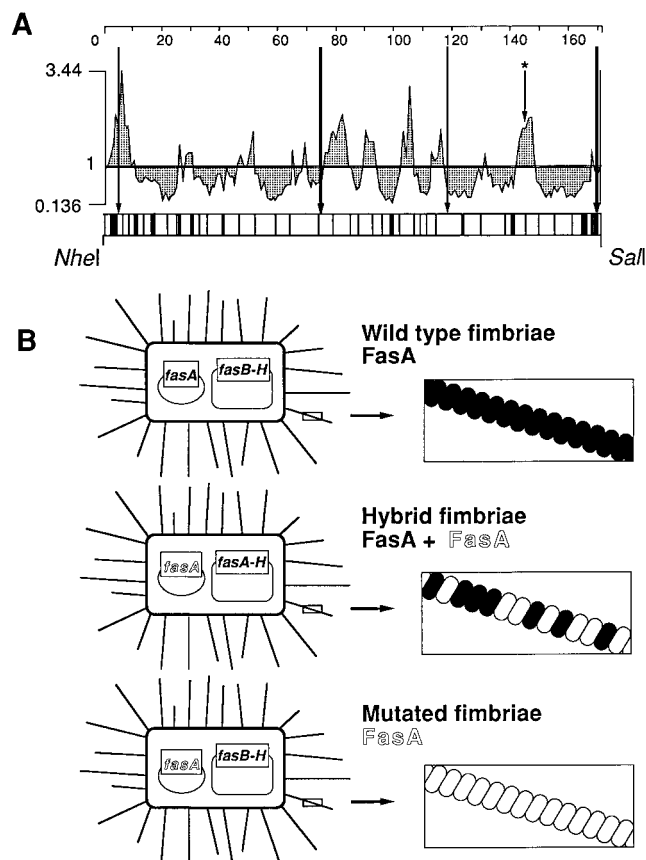 A
0 20 40 60 80 100 120 140 160
3.44
*
1
0.136
NheI
SalI
B
Wild type fimbriae
FasA
fasA
fasB-H
Hybrid fimbriae
FasA + FasA
fasA
fasA-H
Mutated fimbriae
FasA
fasA
fasB-H